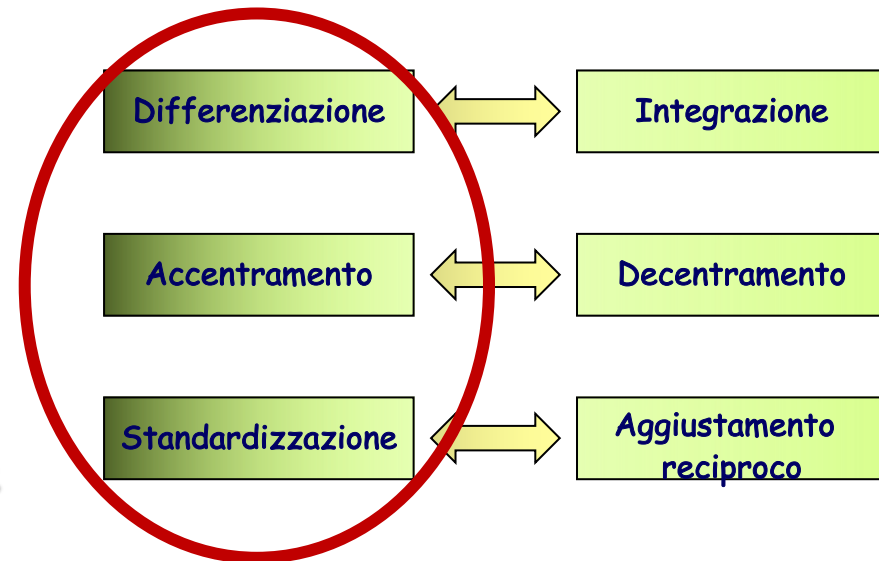 Differenziazione
Integrazione
Accentramento
Decentramento
Standardizzazione
Aggiustamento
reciproco